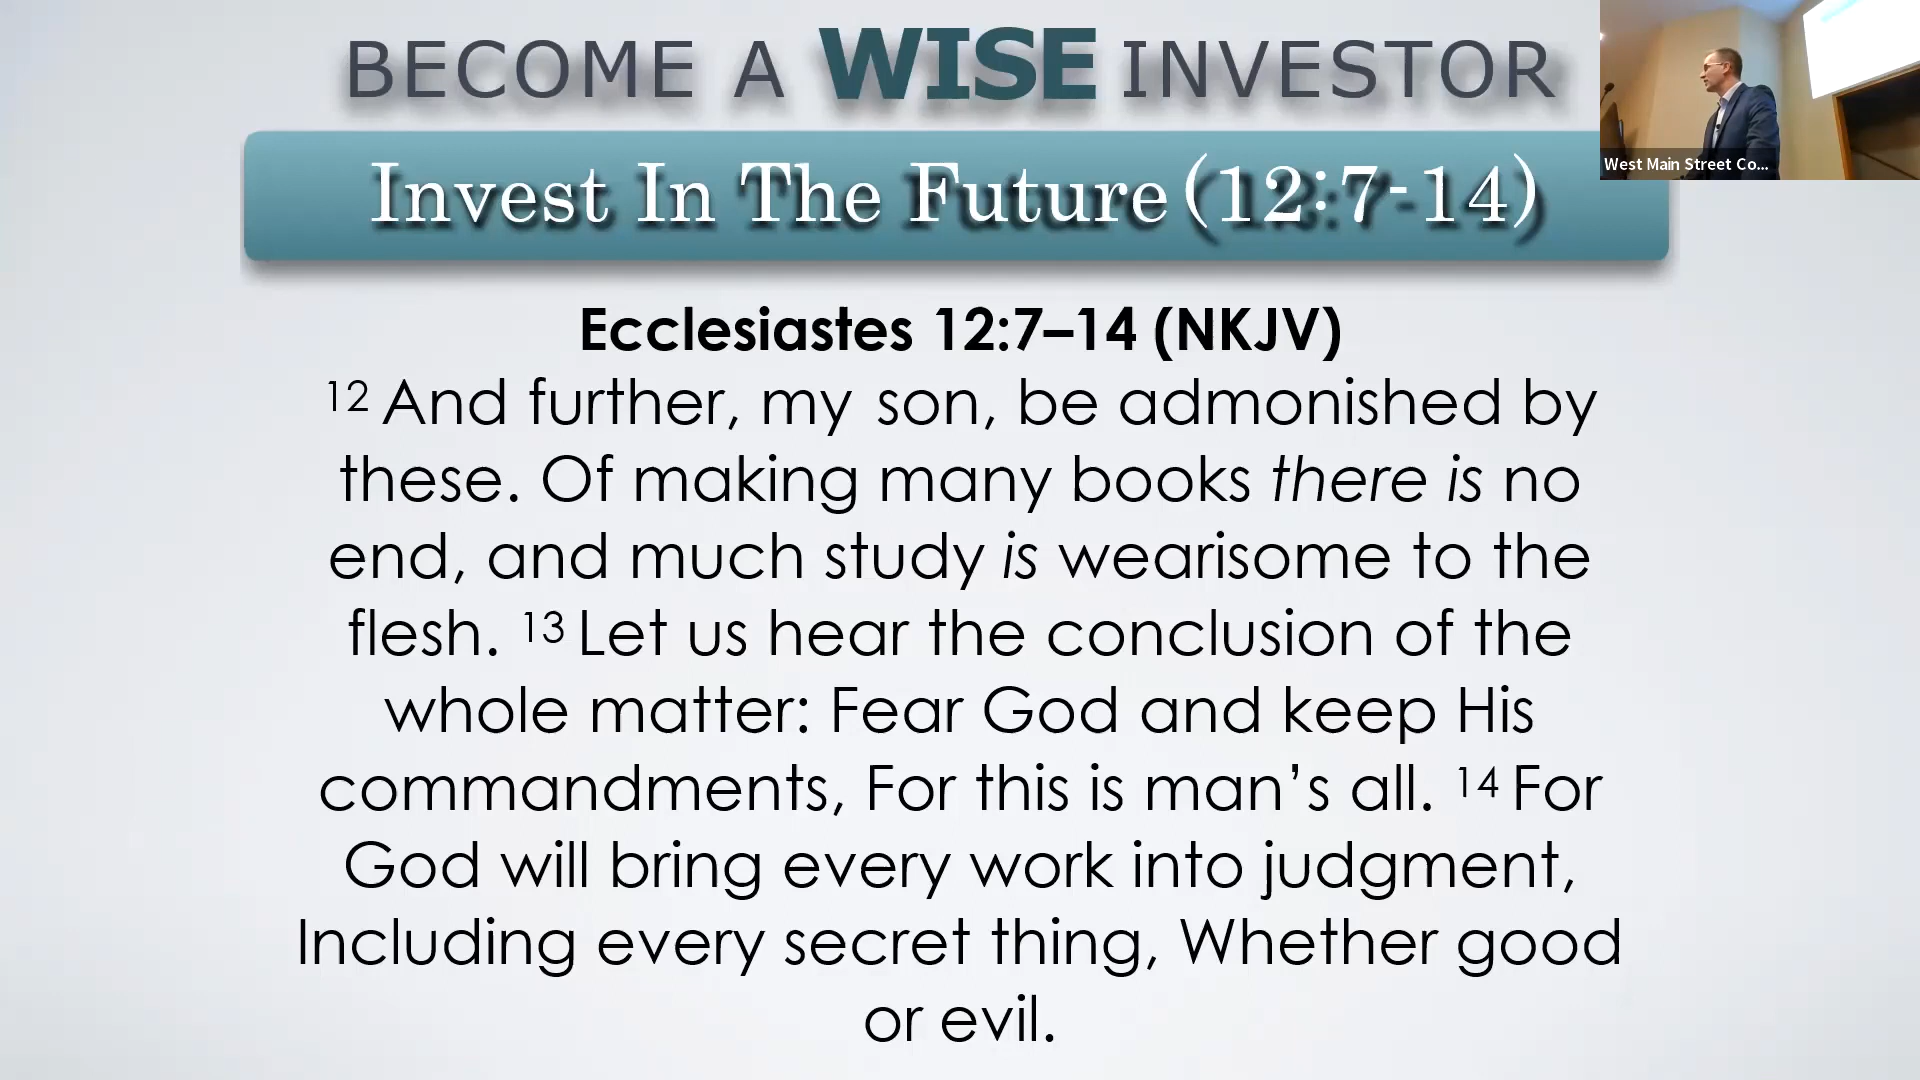 BECOME A WISE INVESTOR
Invest In The Future (12:7-14)
West Main Street Co...
Ecclesiastes 12:7–14 (NKJV)
12 And further, my son, be admonished by
these. Of making many books there is no
end, and much study is wearisome to the
flesh. 13 Let us hear the conclusion of the
whole matter: Fear God and keep His
commandments, For this is man’s all. 14 For
God will bring every work into judgment,
Including every secret thing, Whether good
or evil.